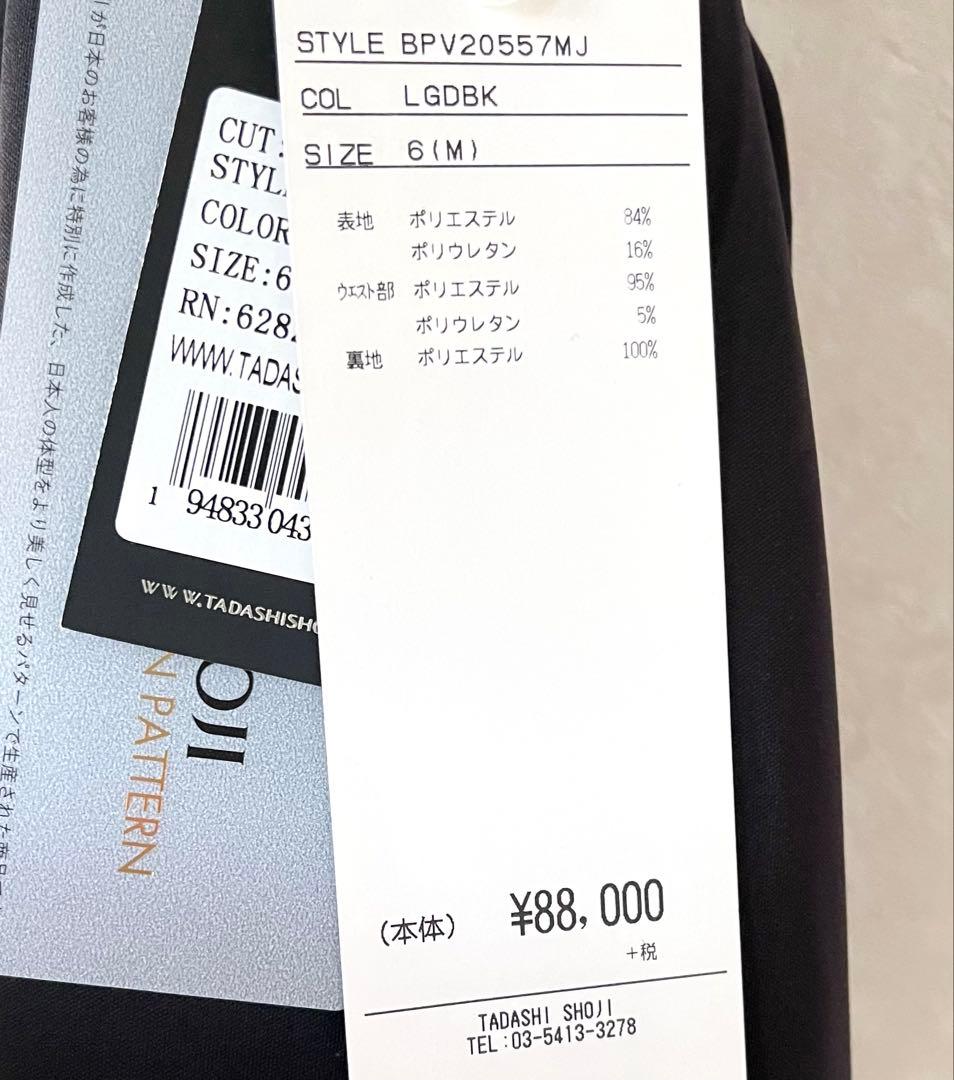 STYLE BPV20557MJ
COL LGDBK
SIZE 6(M)
表地 ポリエステル 84%
ポリウレタン 16%
ウエスト部 ポリエステル 95%
ポリウレタン 5%
裏地 ポリエステル 100%
(本体) ¥88,000
+税
TADASHI SHOJI
TEL:03-5413-3278
CUT:
STYL
COLOR
SIZE:6
RN:628
WWW.TADAS
1 94833 043
WWW.TADASHISHO
OJI
N PATTERN
が日本のお客様の為に特別に作成した、日本人の体型をより美しく見せるパターンで生産された商品